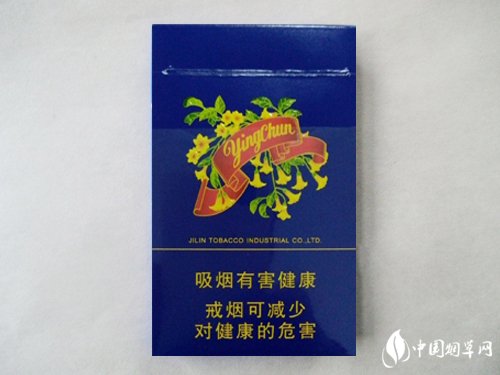 YingChun
JILIN TOBACCO INDUSTRIAL CO.,LTD.
吸烟有害健康
戒烟可减少
对健康的危害
中国烟草网